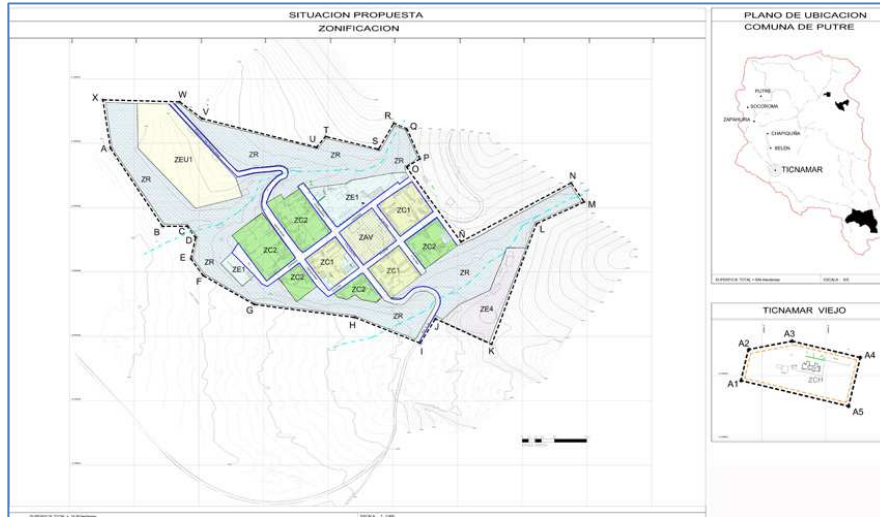 SITUACION PROPUESTA
ZONIFICACION
X
W
V
U
T
S
R
Q
P
O
N
M
A
ZEU1
ZR
ZR
ZR
ZR
ZE1
ZC1
ZC2
ZAV
ZC2
ZC2
ZC1
ZC1
ZC2
ZC2
ZE1
ZR
ZR
ZR
ZE4
Ñ
L
B
C
D
E
F
G
H
I
J
K
PLANO DE UBICACION
COMUNA DE PUTRE
PUTRE
SOCOROMA
ZAPAHUIRA
CHAPIQUIÑA
BELEN
TICNAMAR
TICNAMAR VIEJO
A1
A2
A3
A4
A5
ZCH